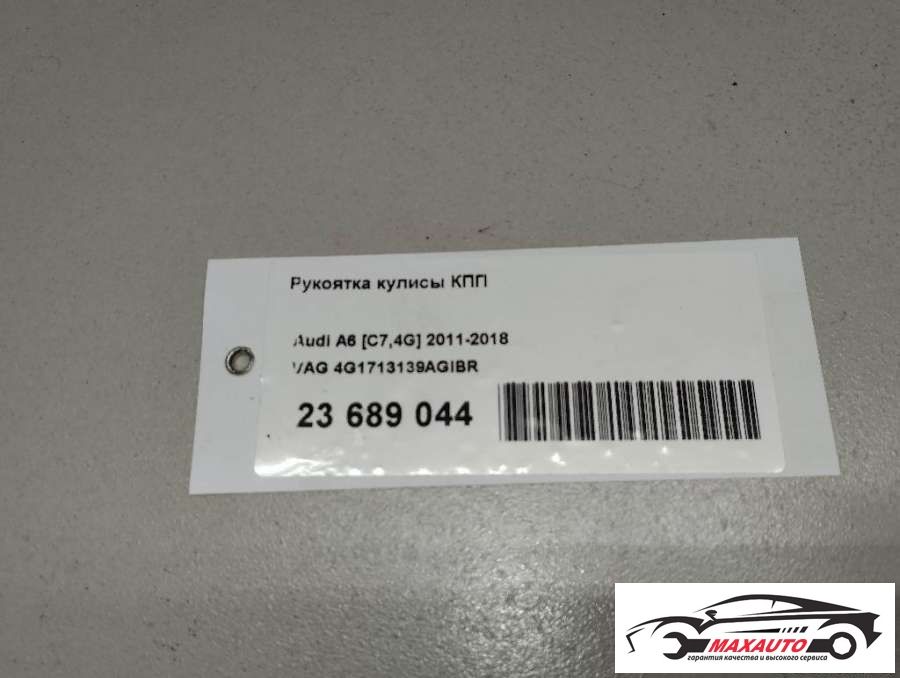 Рукоятка кулисы КПП
Audi A6 [C7,4G] 2011-2018
VAG 4G1713139AGIBR
23 689 044
MAXAUTO
гарантия качества и высокого сервиса